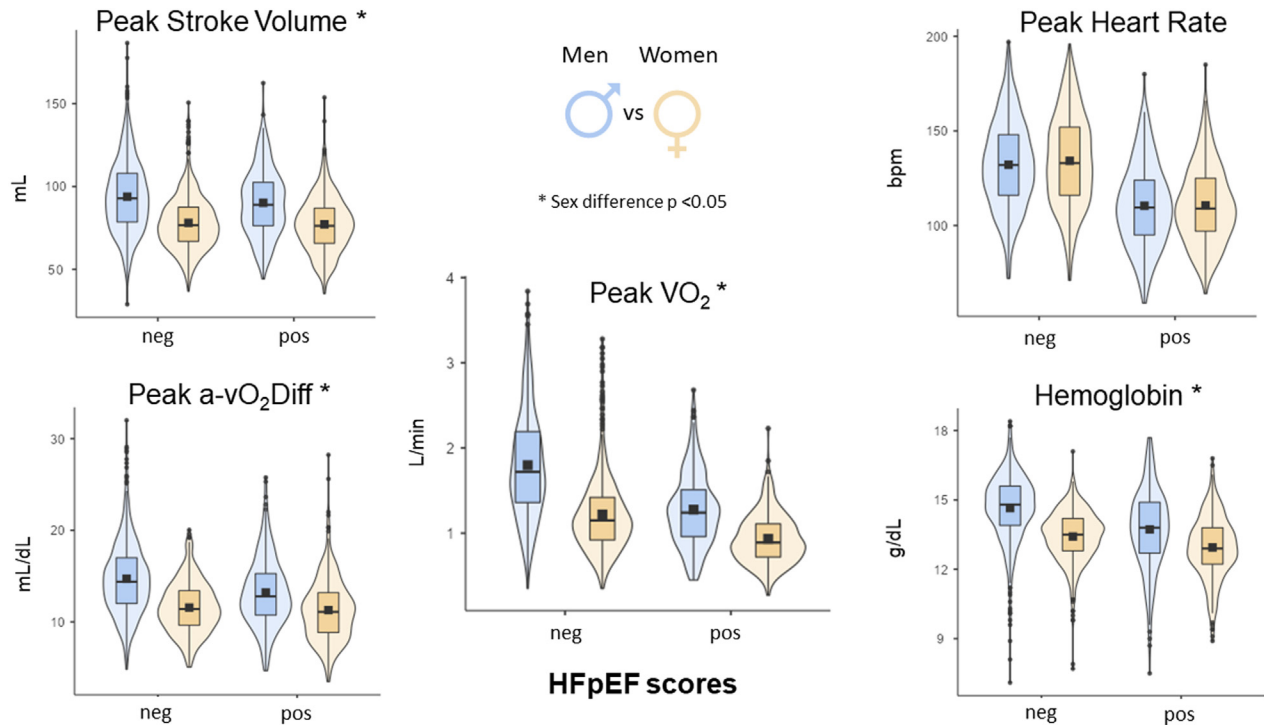 Peak Stroke Volume *
150
100
50
mL
neg pos
Men Women
vs
* Sex difference p <0.05
Peak Heart Rate
200
150
100
bpm
neg pos
Peak a-vO₂Diff *
30
20
10
mL/dL
neg pos
Peak VO₂ *
4
3
2
1
L/min
neg pos
HFpEF scores
Hemoglobin *
18
15
12
9
g/dL
neg pos